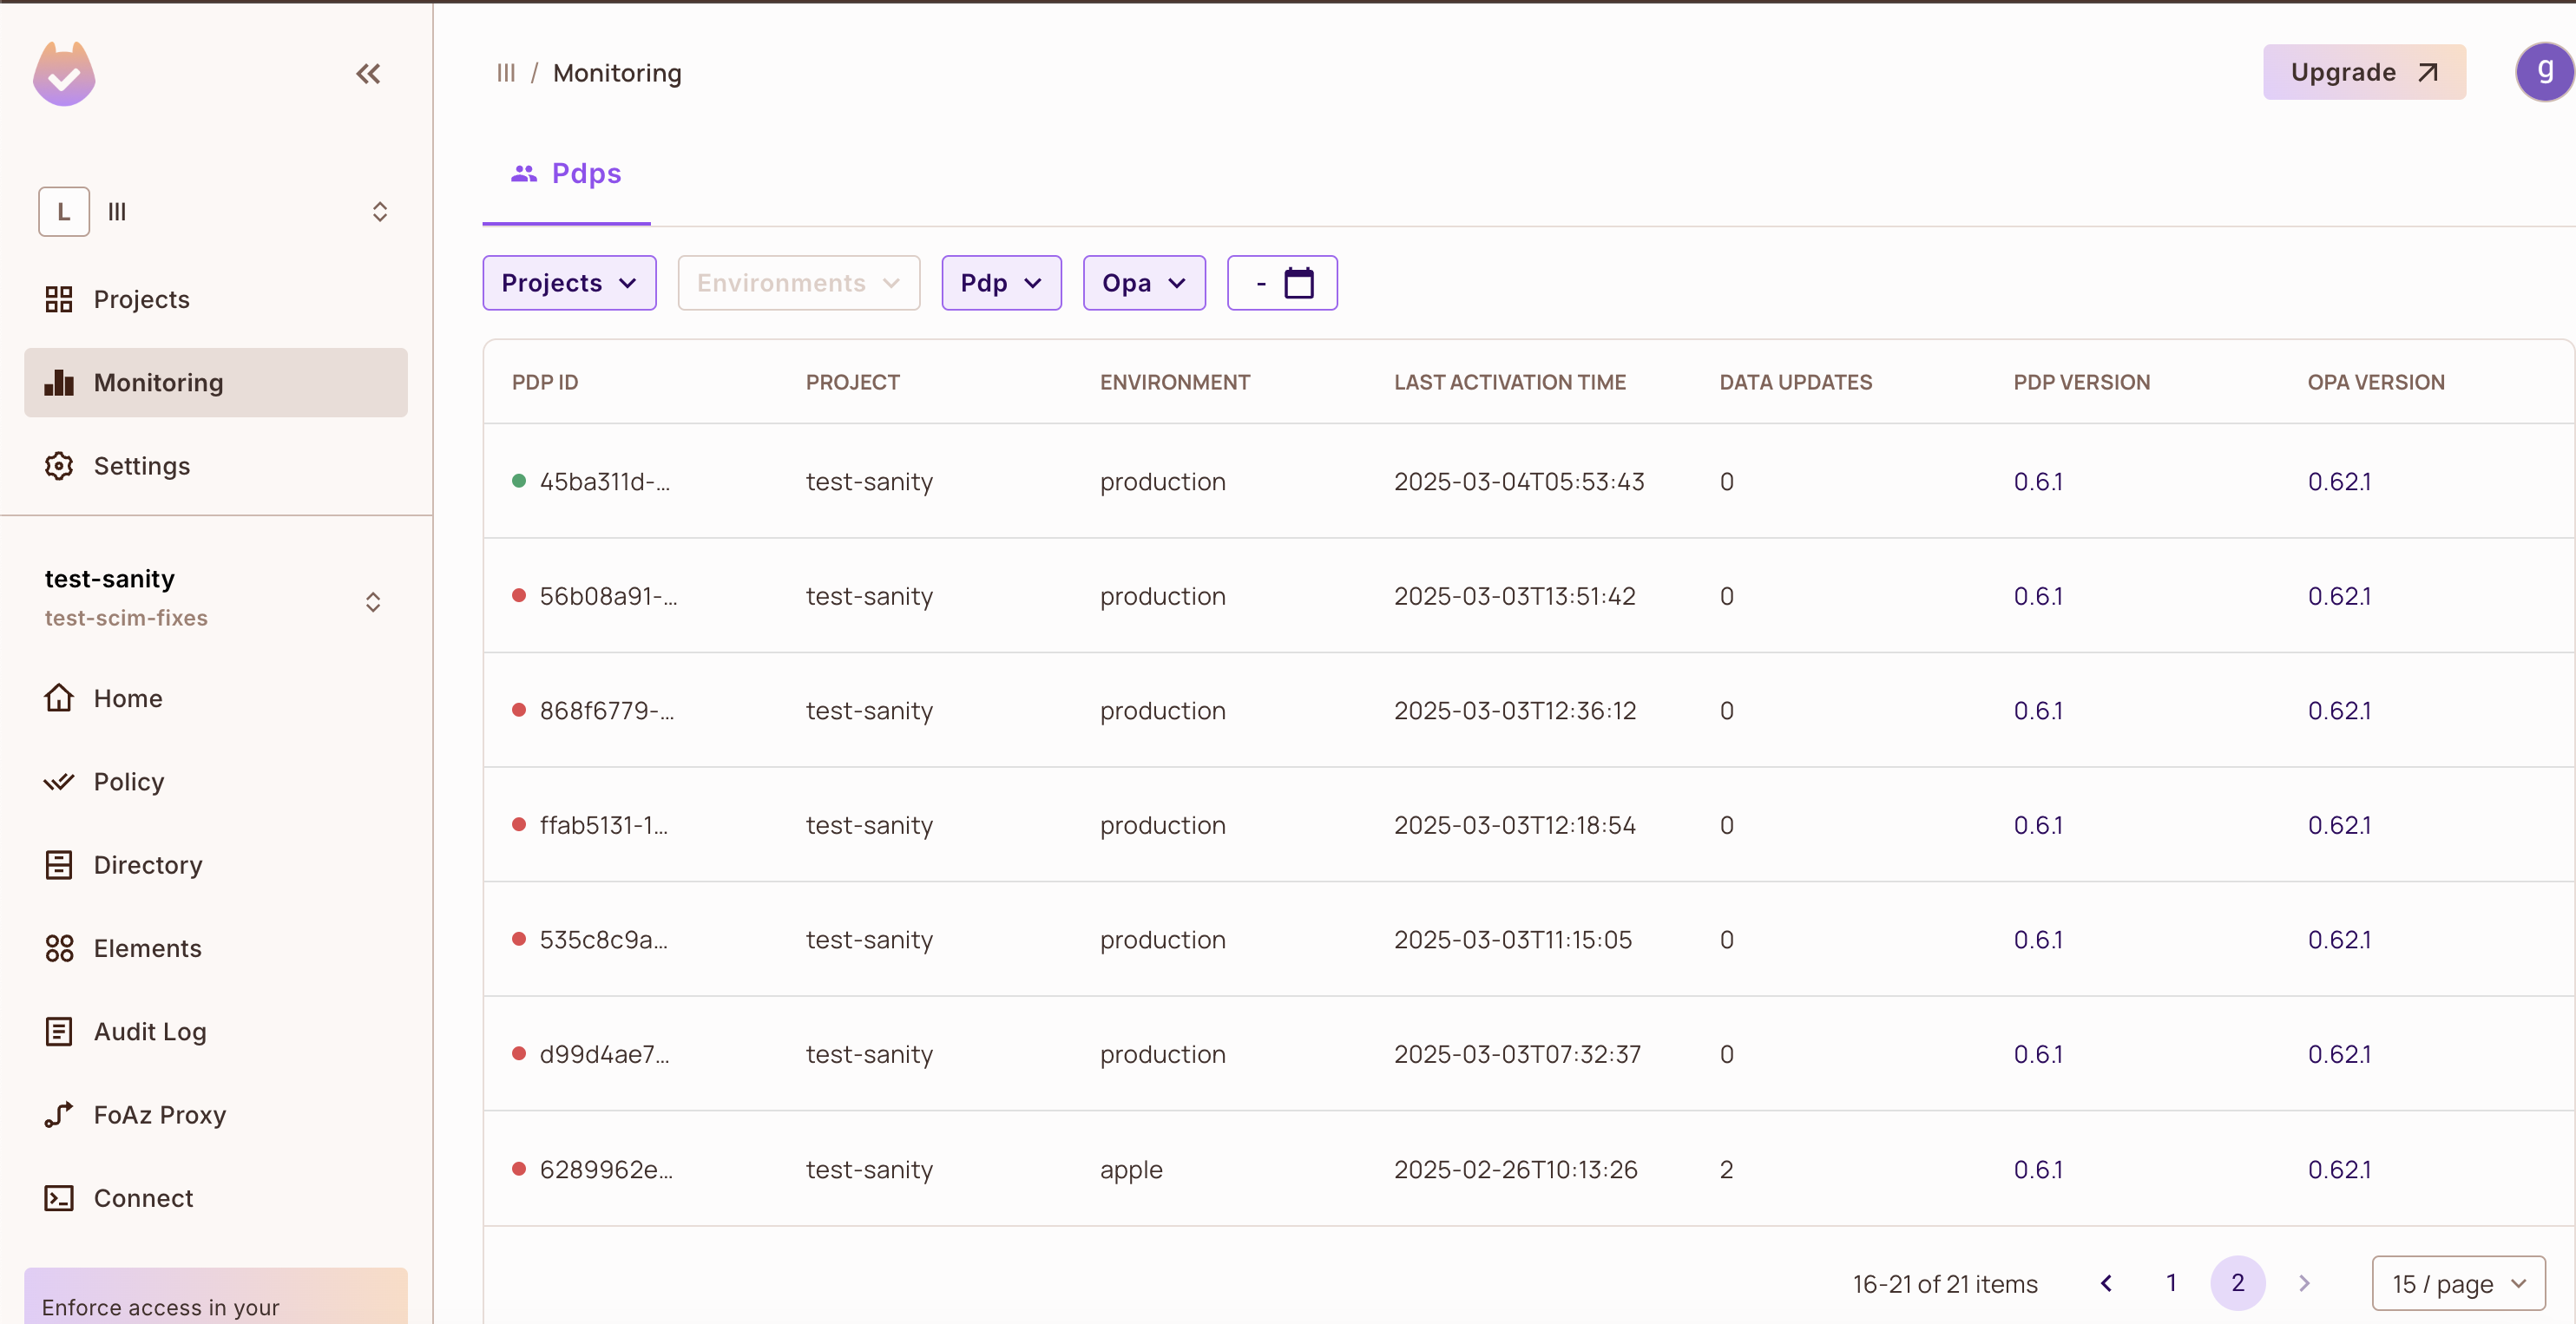 lll / Monitoring
Upgrade
g
L lll
Projects
Monitoring
Settings
test-sanity
test-scim-fixes
Home
Policy
Directory
Elements
Audit Log
FoAz Proxy
Connect
Enforce access in your
Pdps
Projects Environments Pdp Opa -
PDP ID PROJECT ENVIRONMENT LAST ACTIVATION TIME DATA UPDATES PDP VERSION OPA VERSION
45ba311d-... test-sanity production 2025-03-04T05:53:43 0 0.6.1 0.62.1
56b08a91-... test-sanity production 2025-03-03T13:51:42 0 0.6.1 0.62.1
868f6779-... test-sanity production 2025-03-03T12:36:12 0 0.6.1 0.62.1
ffab5131-1... test-sanity production 2025-03-03T12:18:54 0 0.6.1 0.62.1
535c8c9a... test-sanity production 2025-03-03T11:15:05 0 0.6.1 0.62.1
d99d4ae7... test-sanity production 2025-03-03T07:32:37 0 0.6.1 0.62.1
6289962e... test-sanity apple 2025-02-26T10:13:26 2 0.6.1 0.62.1
16-21 of 21 items 1 2 15 / page